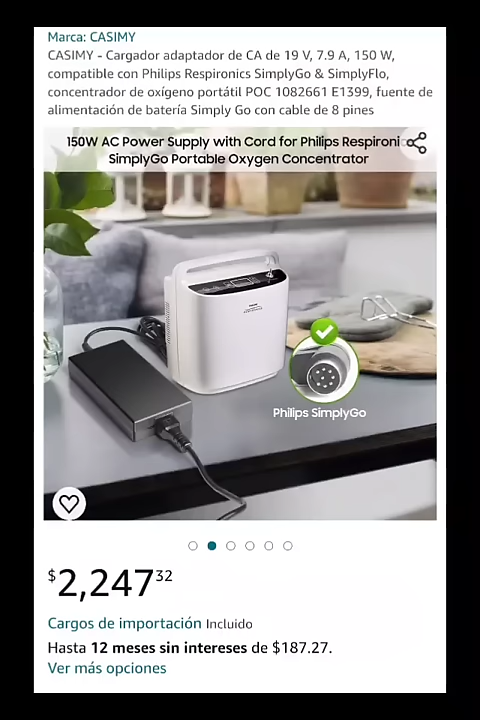 Marca: CASIMY
CASIMY - Cargador adaptador de CA de 19 V, 7.9 A, 150 W,
compatible con Philips Respironics SimplyGo & SimplyFlo,
concentrador de oxígeno portátil POC 1082661 E1399, fuente de
alimentación de batería Simply Go con cable de 8 pines
150W AC Power Supply with Cord for Philips Respironic
SimplyGo Portable Oxygen Concentrator
Philips SimplyGo
$2,247.32
Cargos de importación Incluido
Hasta 12 meses sin intereses de $187.27.
Ver más opciones